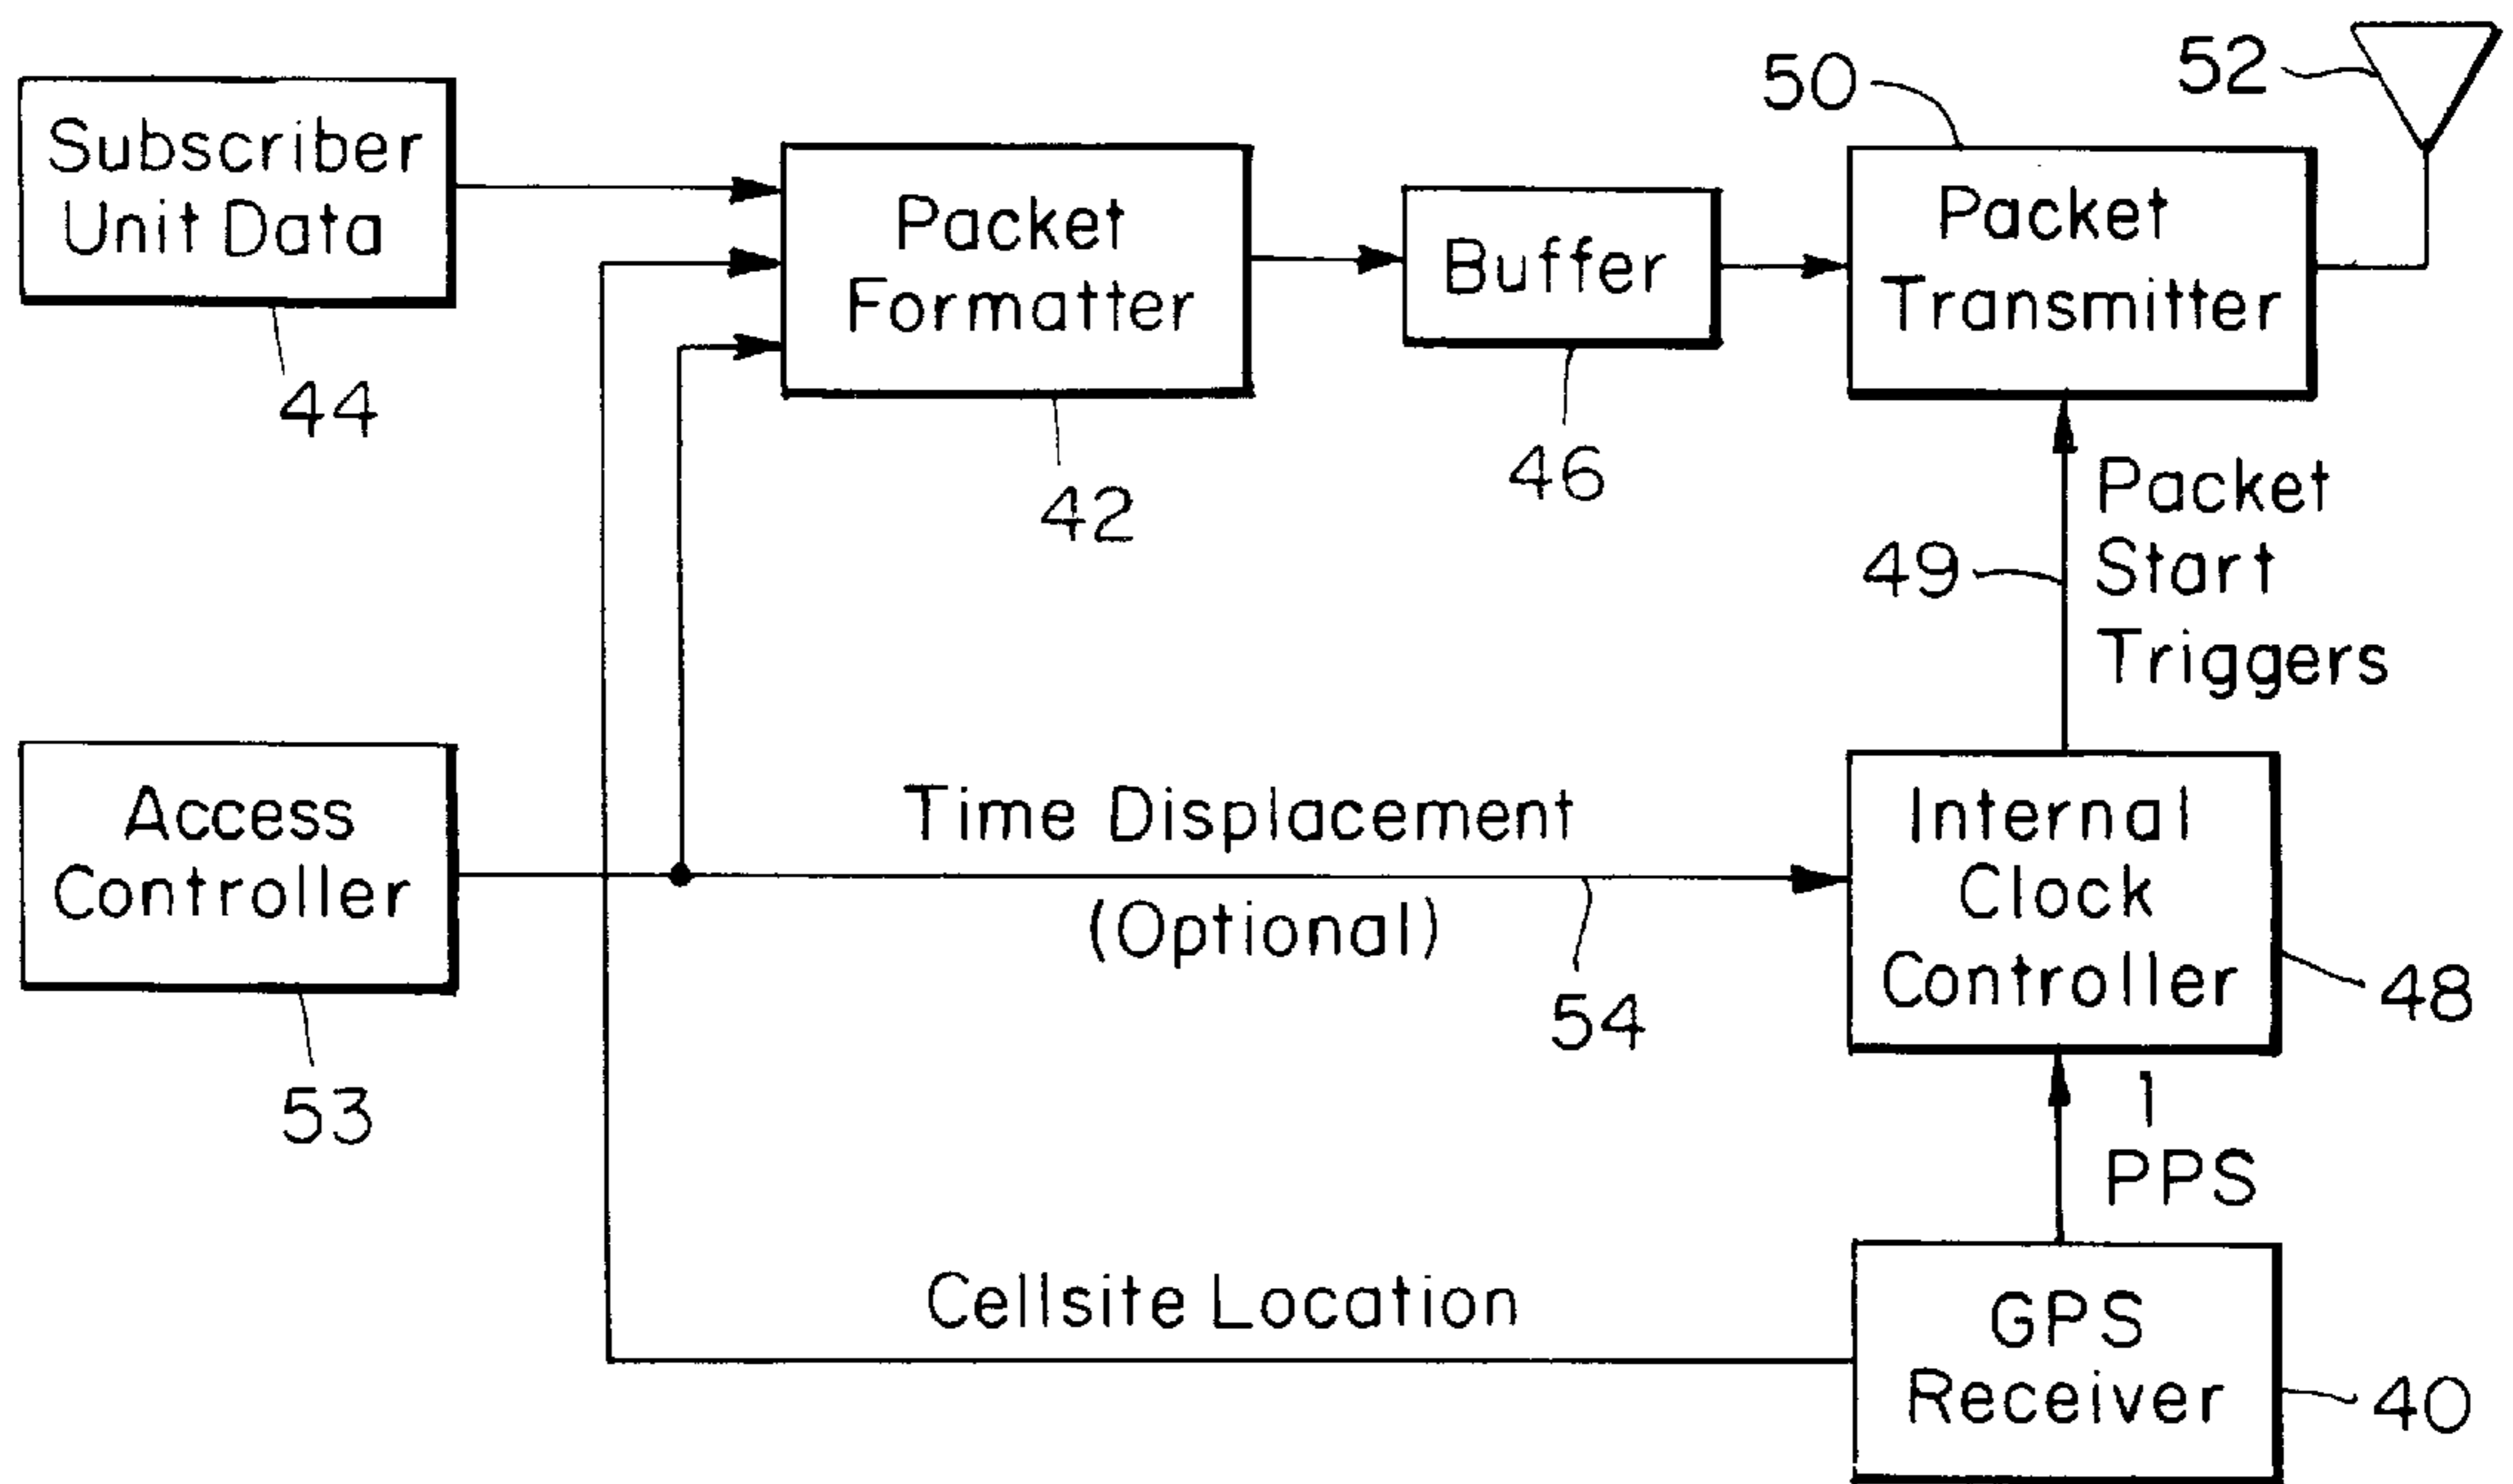 Subscriber
Unit Data
44
Packet
Formatter
42
Buffer
46
50
Packet
Transmitter
52
49
Packet
Start
Triggers
Access
Controller
53
Time Displacement
(Optional)
54
Internal
Clock
Controller
48
1
PPS
Cellsite Location
GPS
Receiver
40